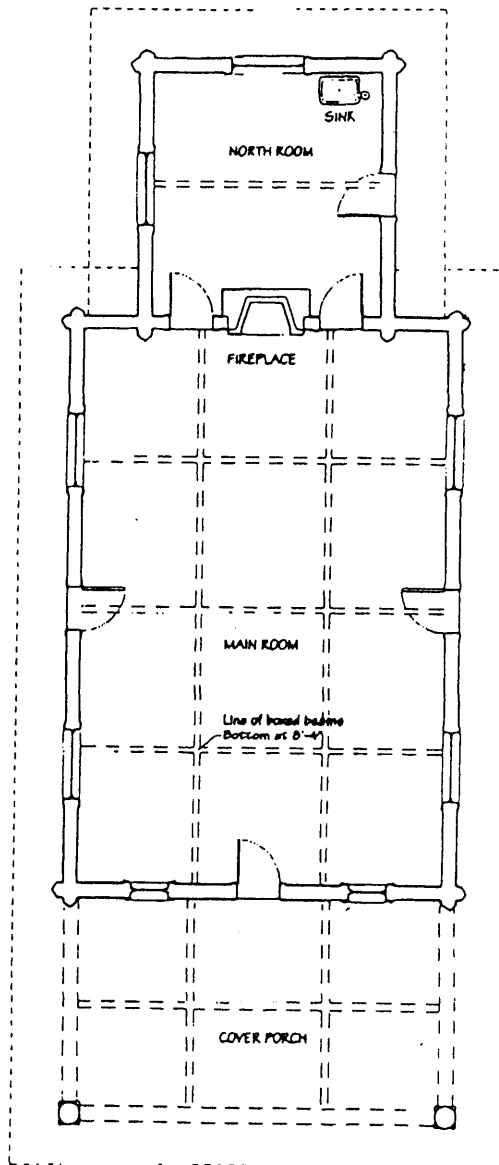 SINK
NORTH ROOM
FIREPLACE
MAIN ROOM
Line of boxed beams
Bottom at 8'-4"
COVER PORCH